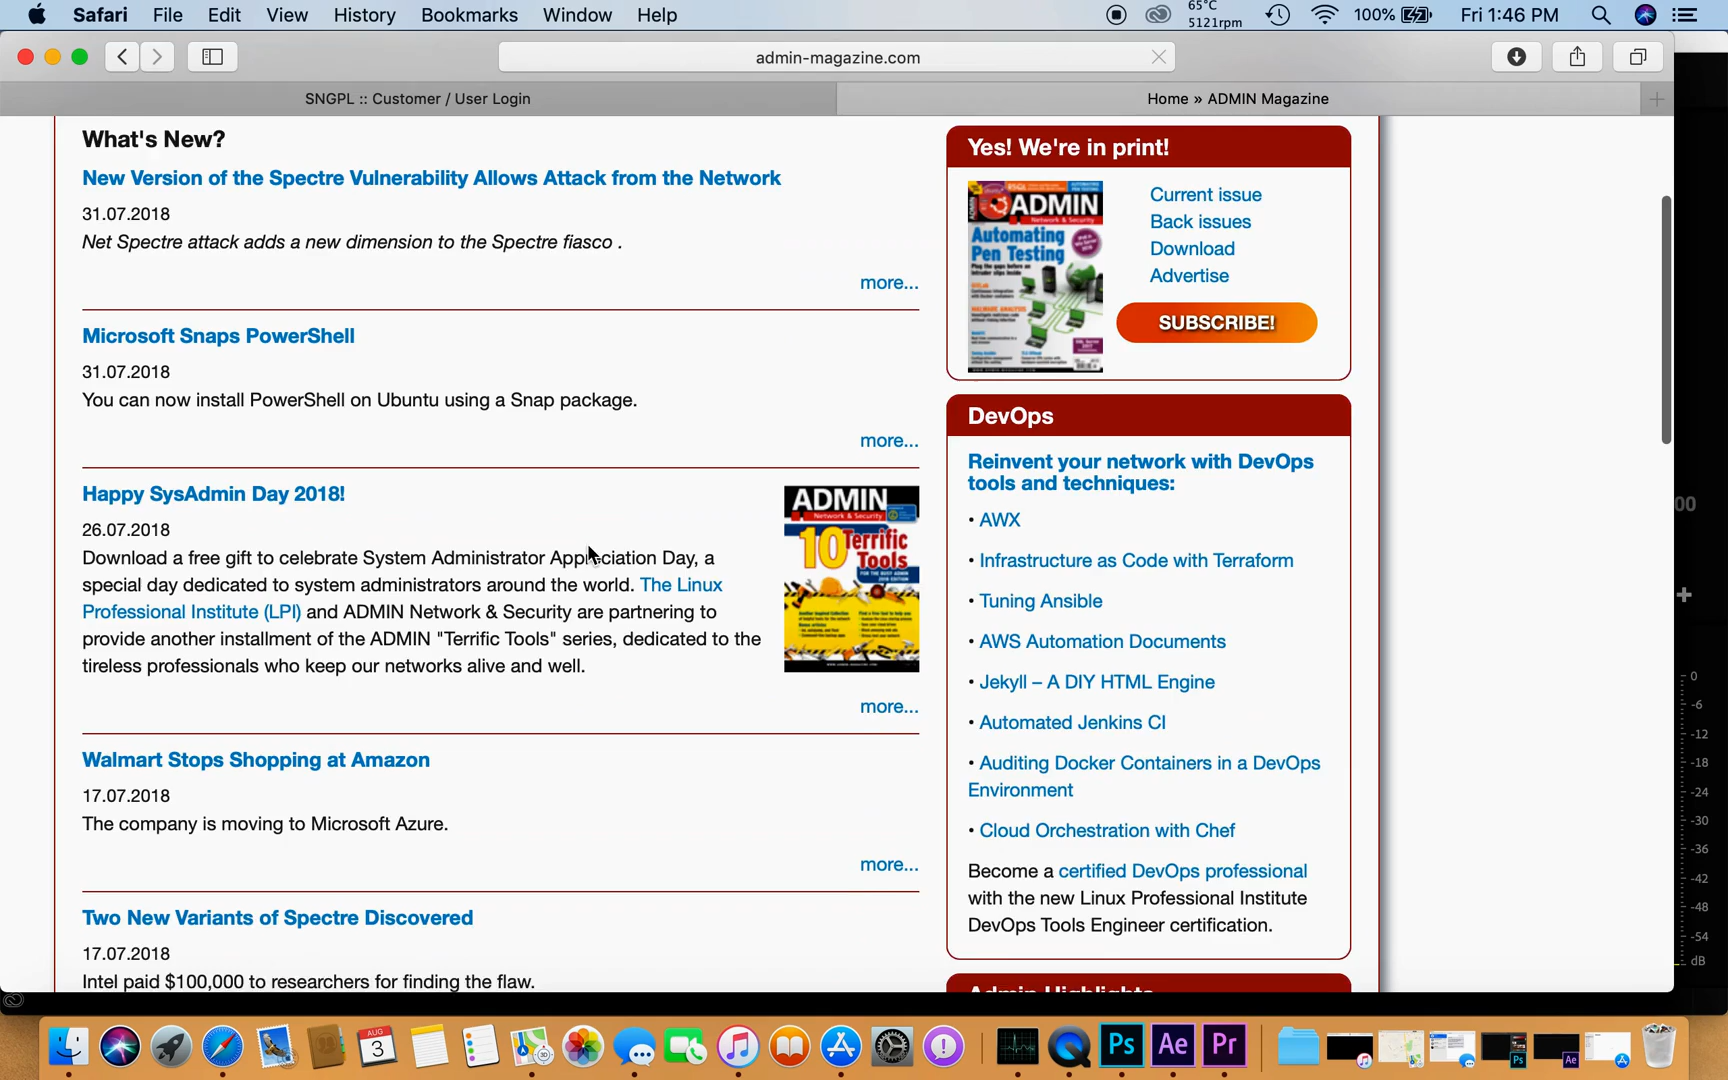 Safari File Edit View History Bookmarks Window Help
65°C
5121rpm
100%
Fri 1:46 PM
admin-magazine.com
SNGPL :: Customer / User Login
Home » ADMIN Magazine
What's New?
New Version of the Spectre Vulnerability Allows Attack from the Network
31.07.2018
Net Spectre attack adds a new dimension to the Spectre fiasco .
more...
Microsoft Snaps PowerShell
31.07.2018
You can now install PowerShell on Ubuntu using a Snap package.
more...
Happy SysAdmin Day 2018!
26.07.2018
Download a free gift to celebrate System Administrator Appreciation Day, a
special day dedicated to system administrators around the world. The Linux
Professional Institute (LPI) and ADMIN Network & Security are partnering to
provide another installment of the ADMIN "Terrific Tools" series, dedicated to the
tireless professionals who keep our networks alive and well.
ADMIN
Network & Security
10 Terrific
Tools
more...
Walmart Stops Shopping at Amazon
17.07.2018
The company is moving to Microsoft Azure.
more...
Two New Variants of Spectre Discovered
17.07.2018
Intel paid $100,000 to researchers for finding the flaw.
Yes! We're in print!
ADMIN
Network & Security
Automating
Pen Testing
Current issue
Back issues
Download
Advertise
SUBSCRIBE!
DevOps
Reinvent your network with DevOps
tools and techniques:
• AWX
• Infrastructure as Code with Terraform
• Tuning Ansible
• AWS Automation Documents
• Jekyll – A DIY HTML Engine
• Automated Jenkins CI
• Auditing Docker Containers in a DevOps
Environment
• Cloud Orchestration with Chef
Become a certified DevOps professional
with the new Linux Professional Institute
DevOps Tools Engineer certification.
Admin Highlights
00
0
-6
-12
-18
-24
-30
-36
-42
-48
-54
dB
AUG
3
3D
Ps
Ae
Pr
Ps
Ae